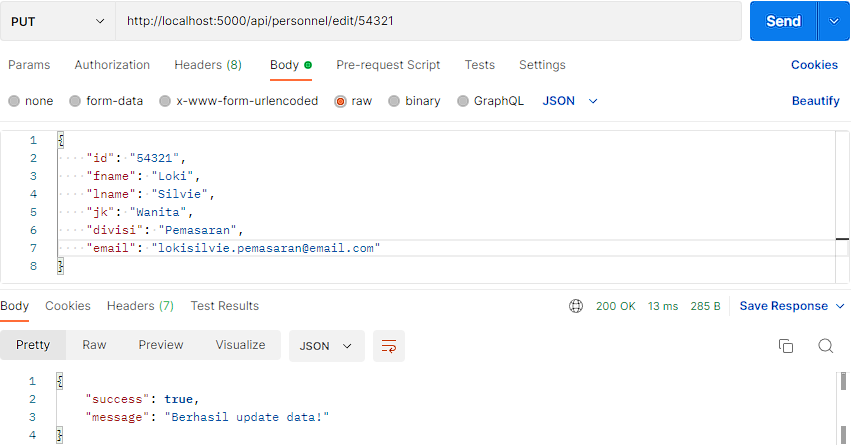 PUT http://localhost:5000/api/personnel/edit/54321 Send
Params Authorization Headers (8) Body Pre-request Script Tests Settings Cookies
none form-data x-www-form-urlencoded raw binary GraphQL JSON Beautify
1 {
2 "id": "54321",
3 "fname": "Loki",
4 "lname": "Silvie",
5 "jk": "Wanita",
6 "divisi": "Pemasaran",
7 "email": "lokisilvie.pemasaran@email.com"
8 }
Body Cookies Headers (7) Test Results 200 OK 13 ms 285 B Save Response
Pretty Raw Preview Visualize JSON
1 {
2 "success": true,
3 "message": "Berhasil update data!"
4 }